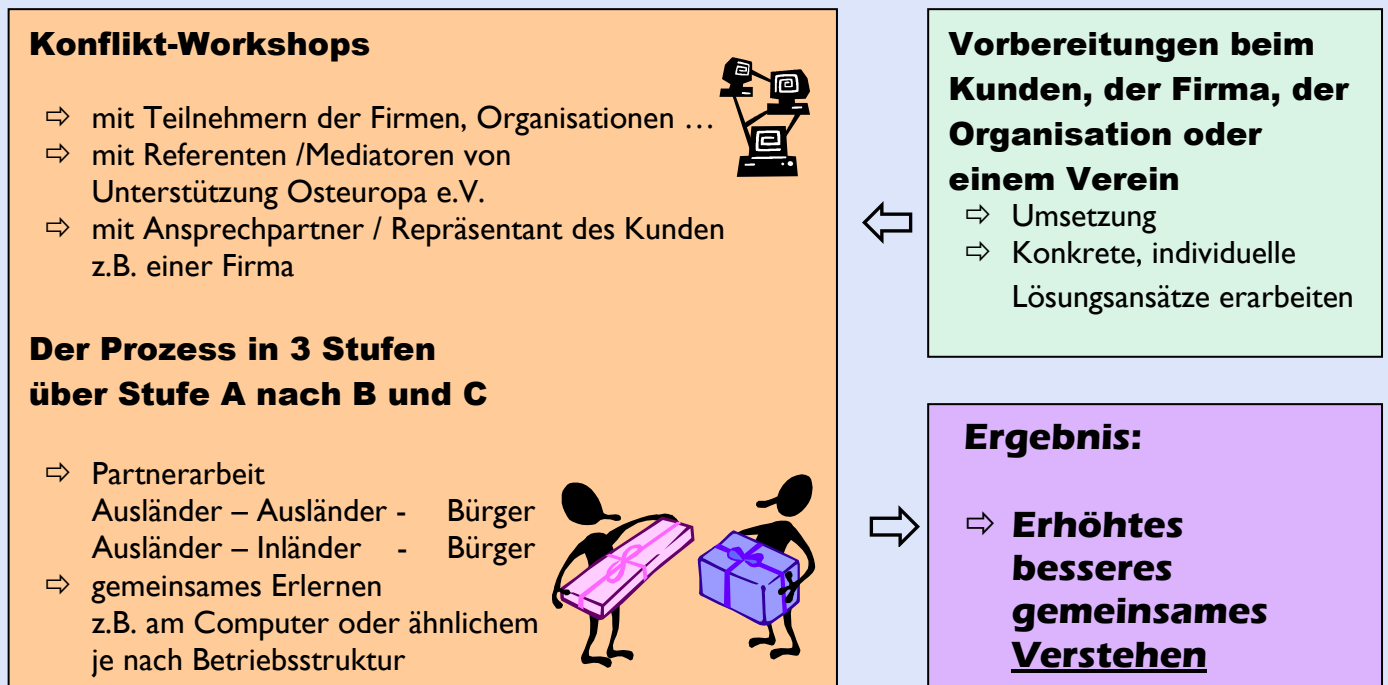 Konflikt-Workshops
⇨ mit Teilnehmern der Firmen, Organisationen …
⇨ mit Referenten /Mediatoren von
Unterstützung Osteuropa e.V.
⇨ mit Ansprechpartner / Repräsentant des Kunden
z.B. einer Firma
Der Prozess in 3 Stufen
über Stufe A nach B und C
⇨ Partnerarbeit
Ausländer – Ausländer - Bürger
Ausländer – Inländer - Bürger
⇨ gemeinsames Erlernen
z.B. am Computer oder ähnlichem
je nach Betriebsstruktur
Vorbereitungen beim
Kunden, der Firma, der
Organisation oder
einem Verein
⇨ Umsetzung
⇨ Konkrete, individuelle
Lösungsansätze erarbeiten
Ergebnis:
⇨ Erhöhtes
besseres
gemeinsames
Verstehen